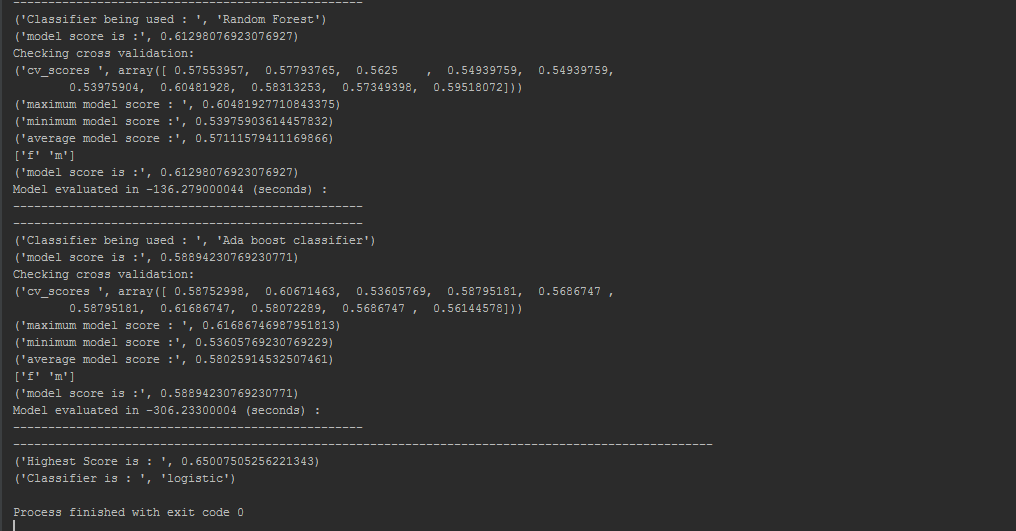 --------------------------------------------------
('Classifier being used : ', 'Random Forest')
('model score is :', 0.61298076923076927)
Checking cross validation:
('cv_scores ', array([ 0.57553957,  0.57793765,  0.5625    ,  0.54939759,  0.54939759,
        0.53975904,  0.60481928,  0.58313253,  0.57349398,  0.59518072]))
('maximum model score : ', 0.60481927710843375)
('minimum model score :', 0.53975903614457832)
('average model score :', 0.57111579411169866)
['f' 'm']
('model score is :', 0.61298076923076927)
Model evaluated in -136.279000044 (seconds) :
--------------------------------------------------
--------------------------------------------------
('Classifier being used : ', 'Ada boost classifier')
('model score is :', 0.58894230769230771)
Checking cross validation:
('cv_scores ', array([ 0.58752998,  0.60671463,  0.53605769,  0.58795181,  0.5686747 ,
        0.58795181,  0.61686747,  0.58072289,  0.5686747 ,  0.56144578]))
('maximum model score : ', 0.61686746987951813)
('minimum model score :', 0.53605769230769229)
('average model score :', 0.58025914532507461)
['f' 'm']
('model score is :', 0.58894230769230771)
Model evaluated in -306.23300004 (seconds) :
--------------------------------------------------
----------------------------------------------------------------------------------------------------
('Highest Score is : ', 0.65007505256221343)
('Classifier is : ', 'logistic')
Process finished with exit code 0